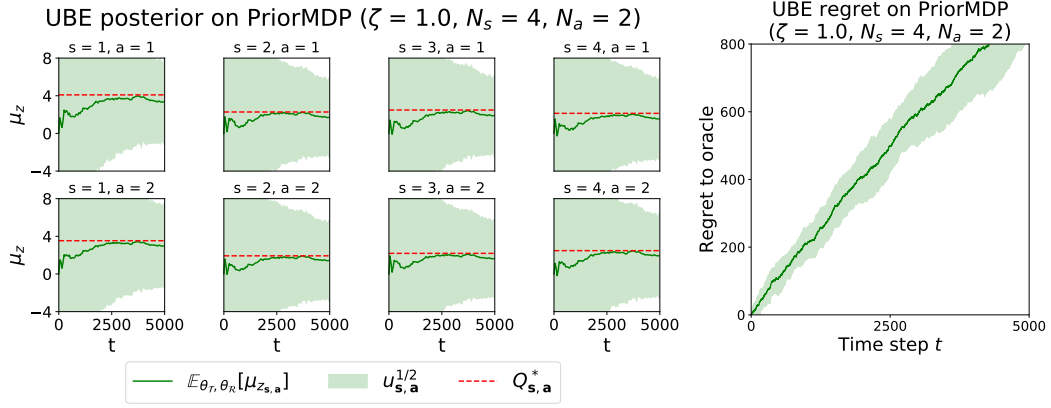 UBE posterior on PriorMDP (ζ = 1.0, N_s = 4, N_a = 2)
s = 1, a = 1
s = 2, a = 1
s = 3, a = 1
s = 4, a = 1
μ_z
8
4
0
−4
s = 1, a = 2
s = 2, a = 2
s = 3, a = 2
s = 4, a = 2
μ_z
8
4
0
−4
0 2500 5000
0 2500 5000
0 2500 5000
0 2500 5000
t
t
t
t
𝔼_{θ_𝒯, θ_ℛ}[μ_{z_{s,a}}]
u_{s,a}^{1/2}
Q^*_{s,a}
UBE regret on PriorMDP
(ζ = 1.0, N_s = 4, N_a = 2)
Regret to oracle
800
600
400
200
0
0 2500 5000
Time step t